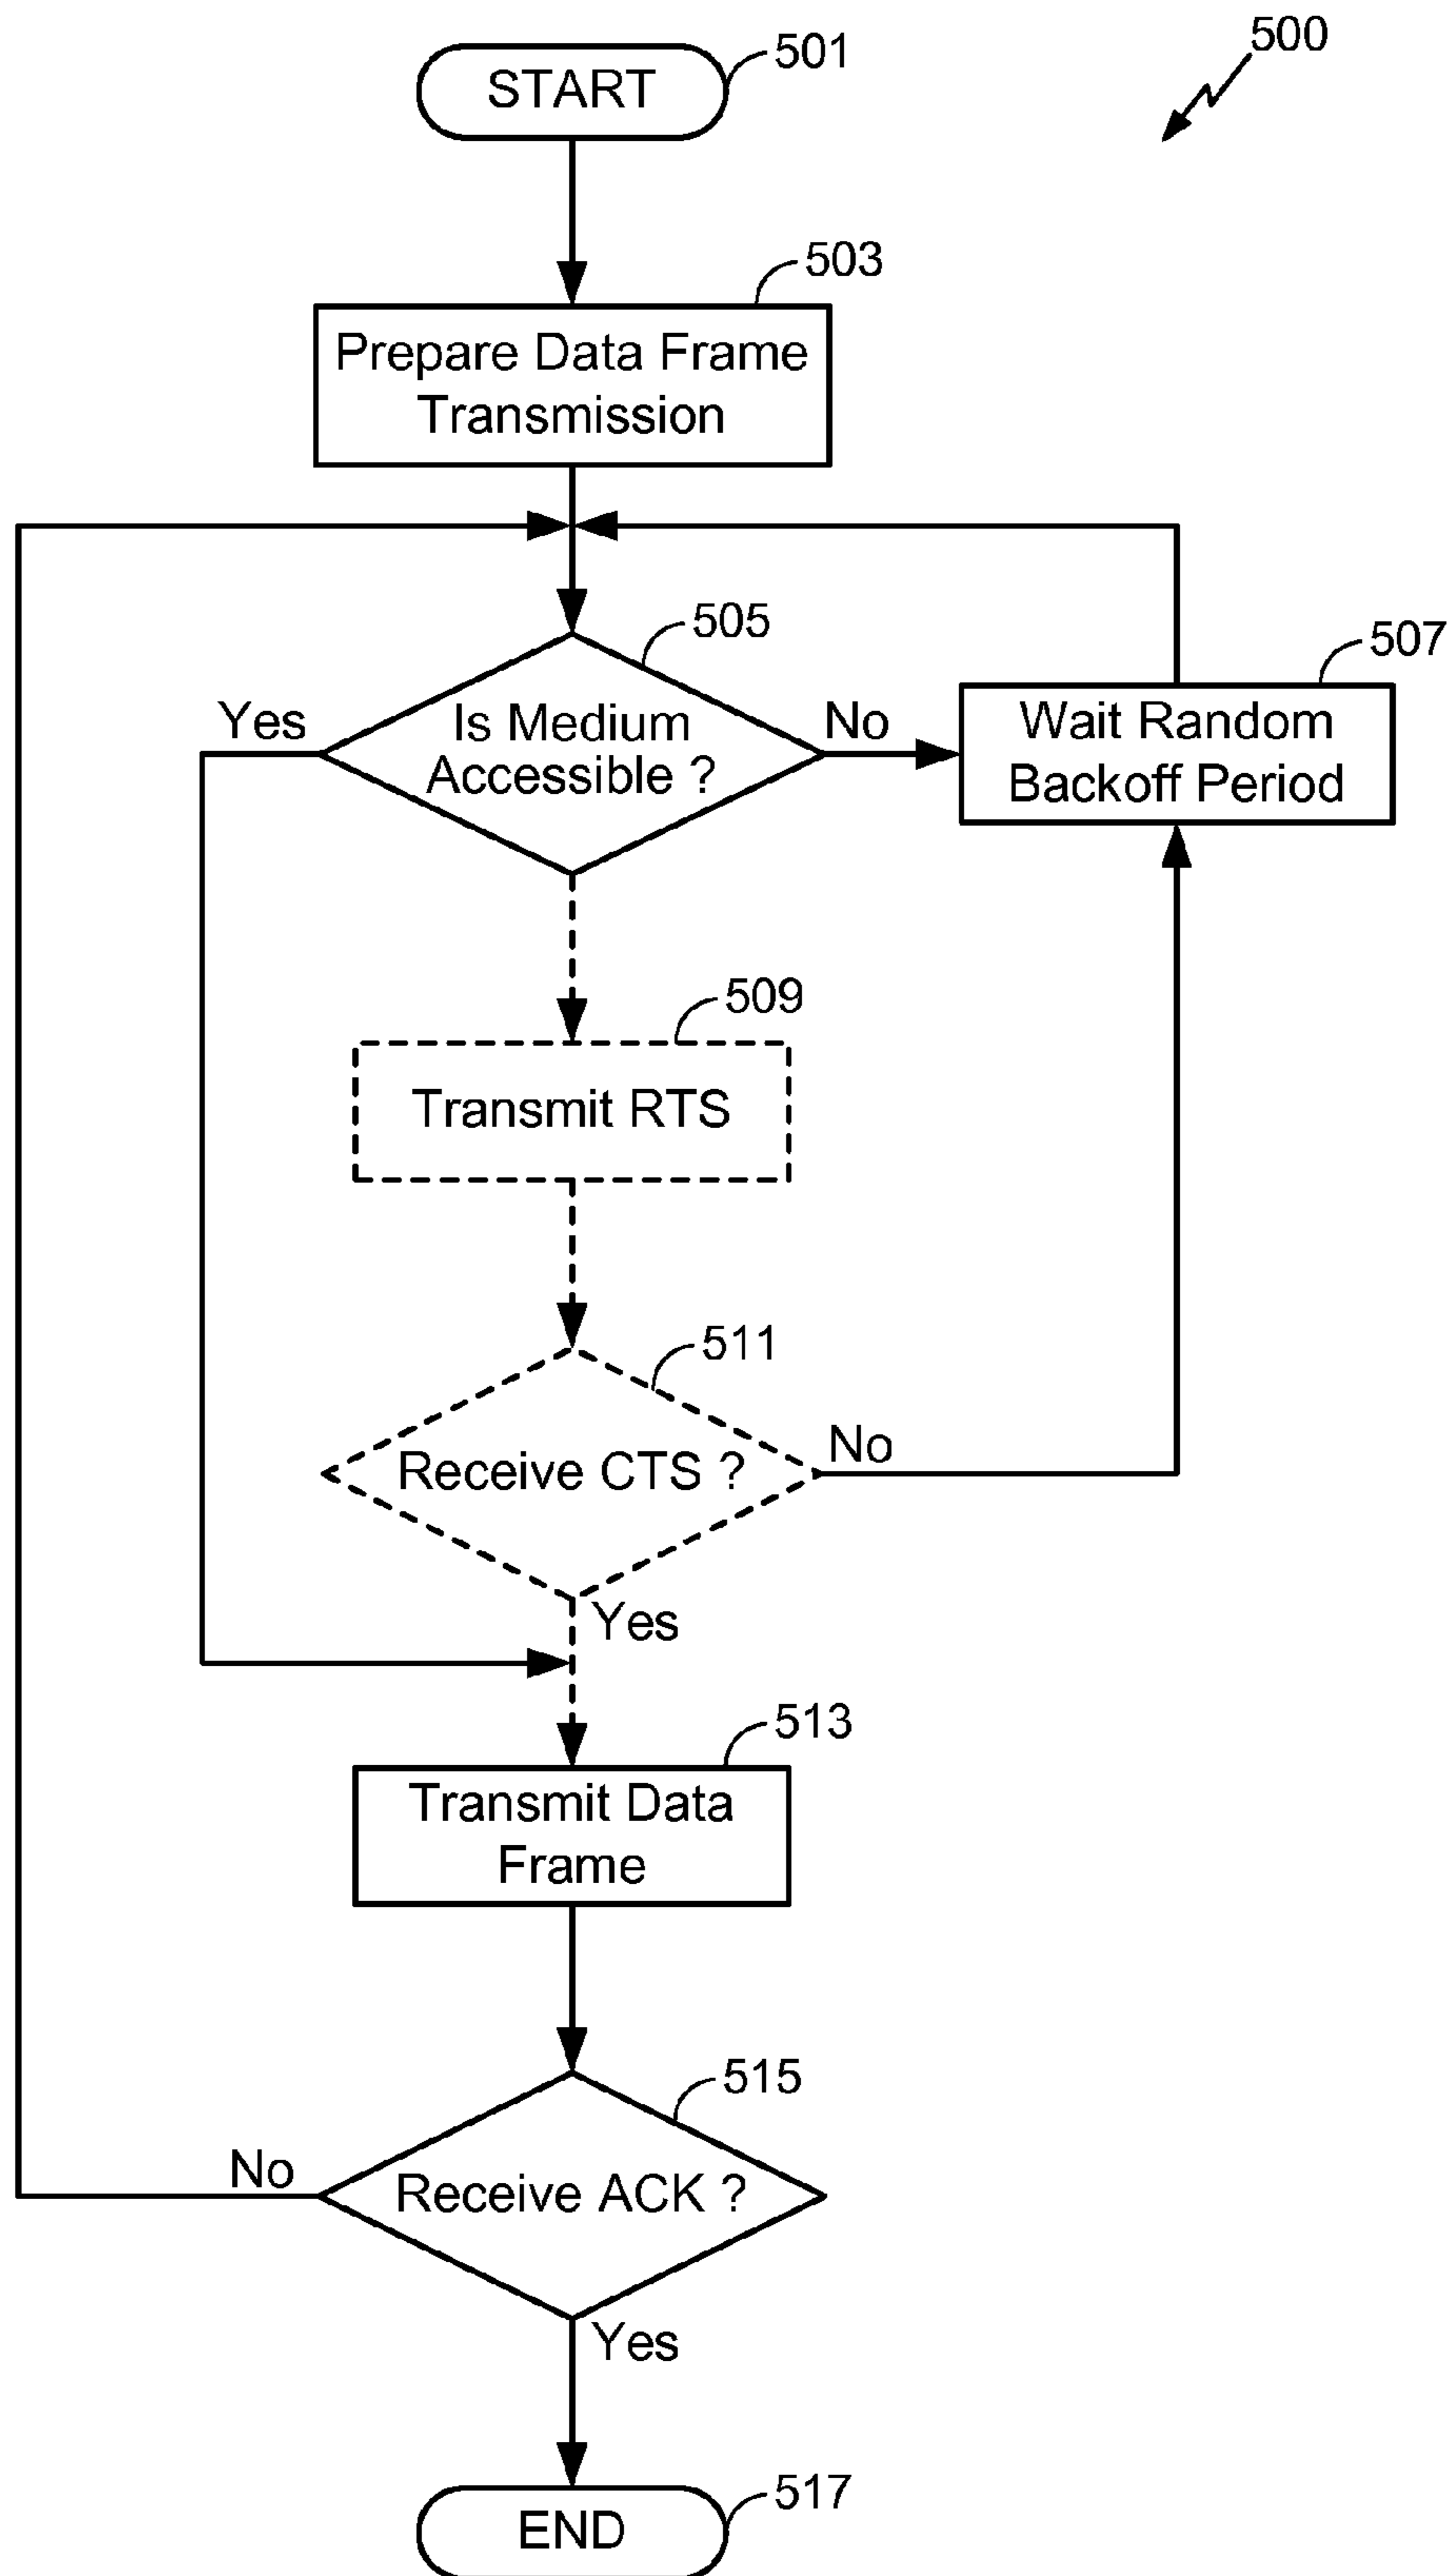 500
START
501
Prepare Data Frame
Transmission
503
Is Medium
Accessible ?
505
Yes
No
Wait Random
Backoff Period
507
Transmit RTS
509
Receive CTS ?
511
No
Yes
Transmit Data
Frame
513
Receive ACK ?
515
No
Yes
END
517